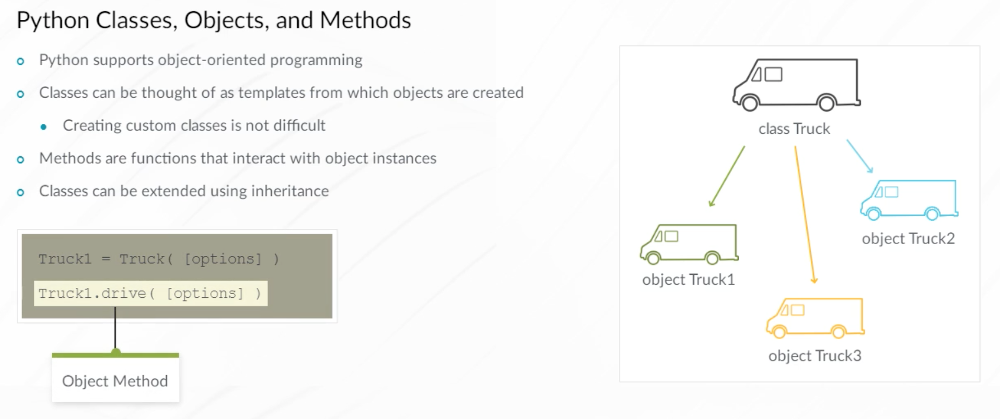 Python Classes, Objects, and Methods
Python supports object-oriented programming
Classes can be thought of as templates from which objects are created
Creating custom classes is not difficult
Methods are functions that interact with object instances
Classes can be extended using inheritance
Truck1 = Truck( [options] )
Truck1.drive( [options] )
Object Method
class Truck
object Truck2
object Truck1
object Truck3